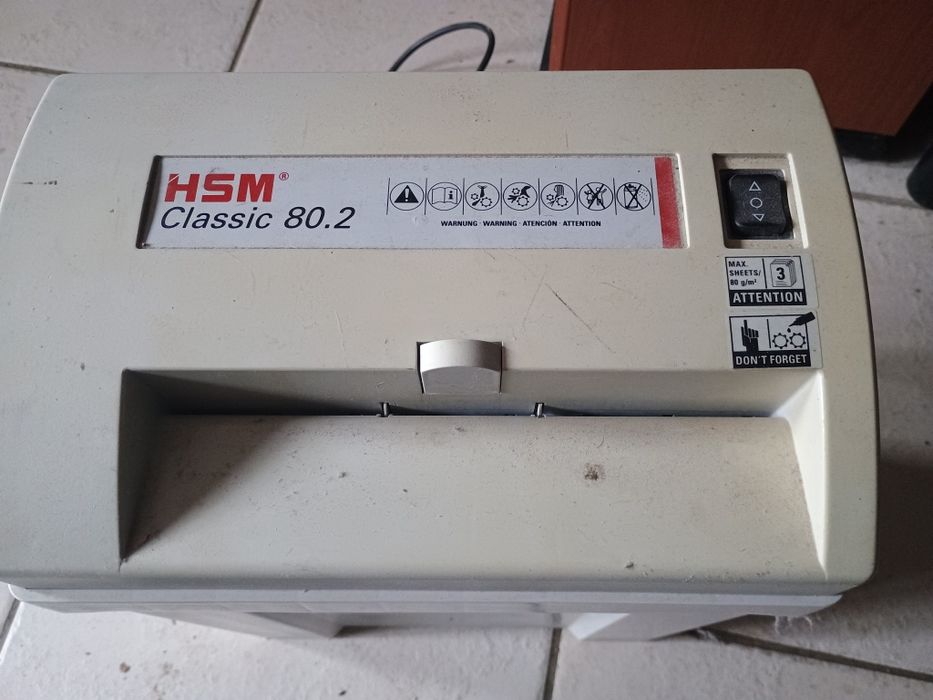 HSM®
Classic 80.2
WARNUNG · WARNING · ATENCIÓN · ATTENTION
MAX.
SHEETS/
80 g/m²
3
ATTENTION
DON'T FORGET